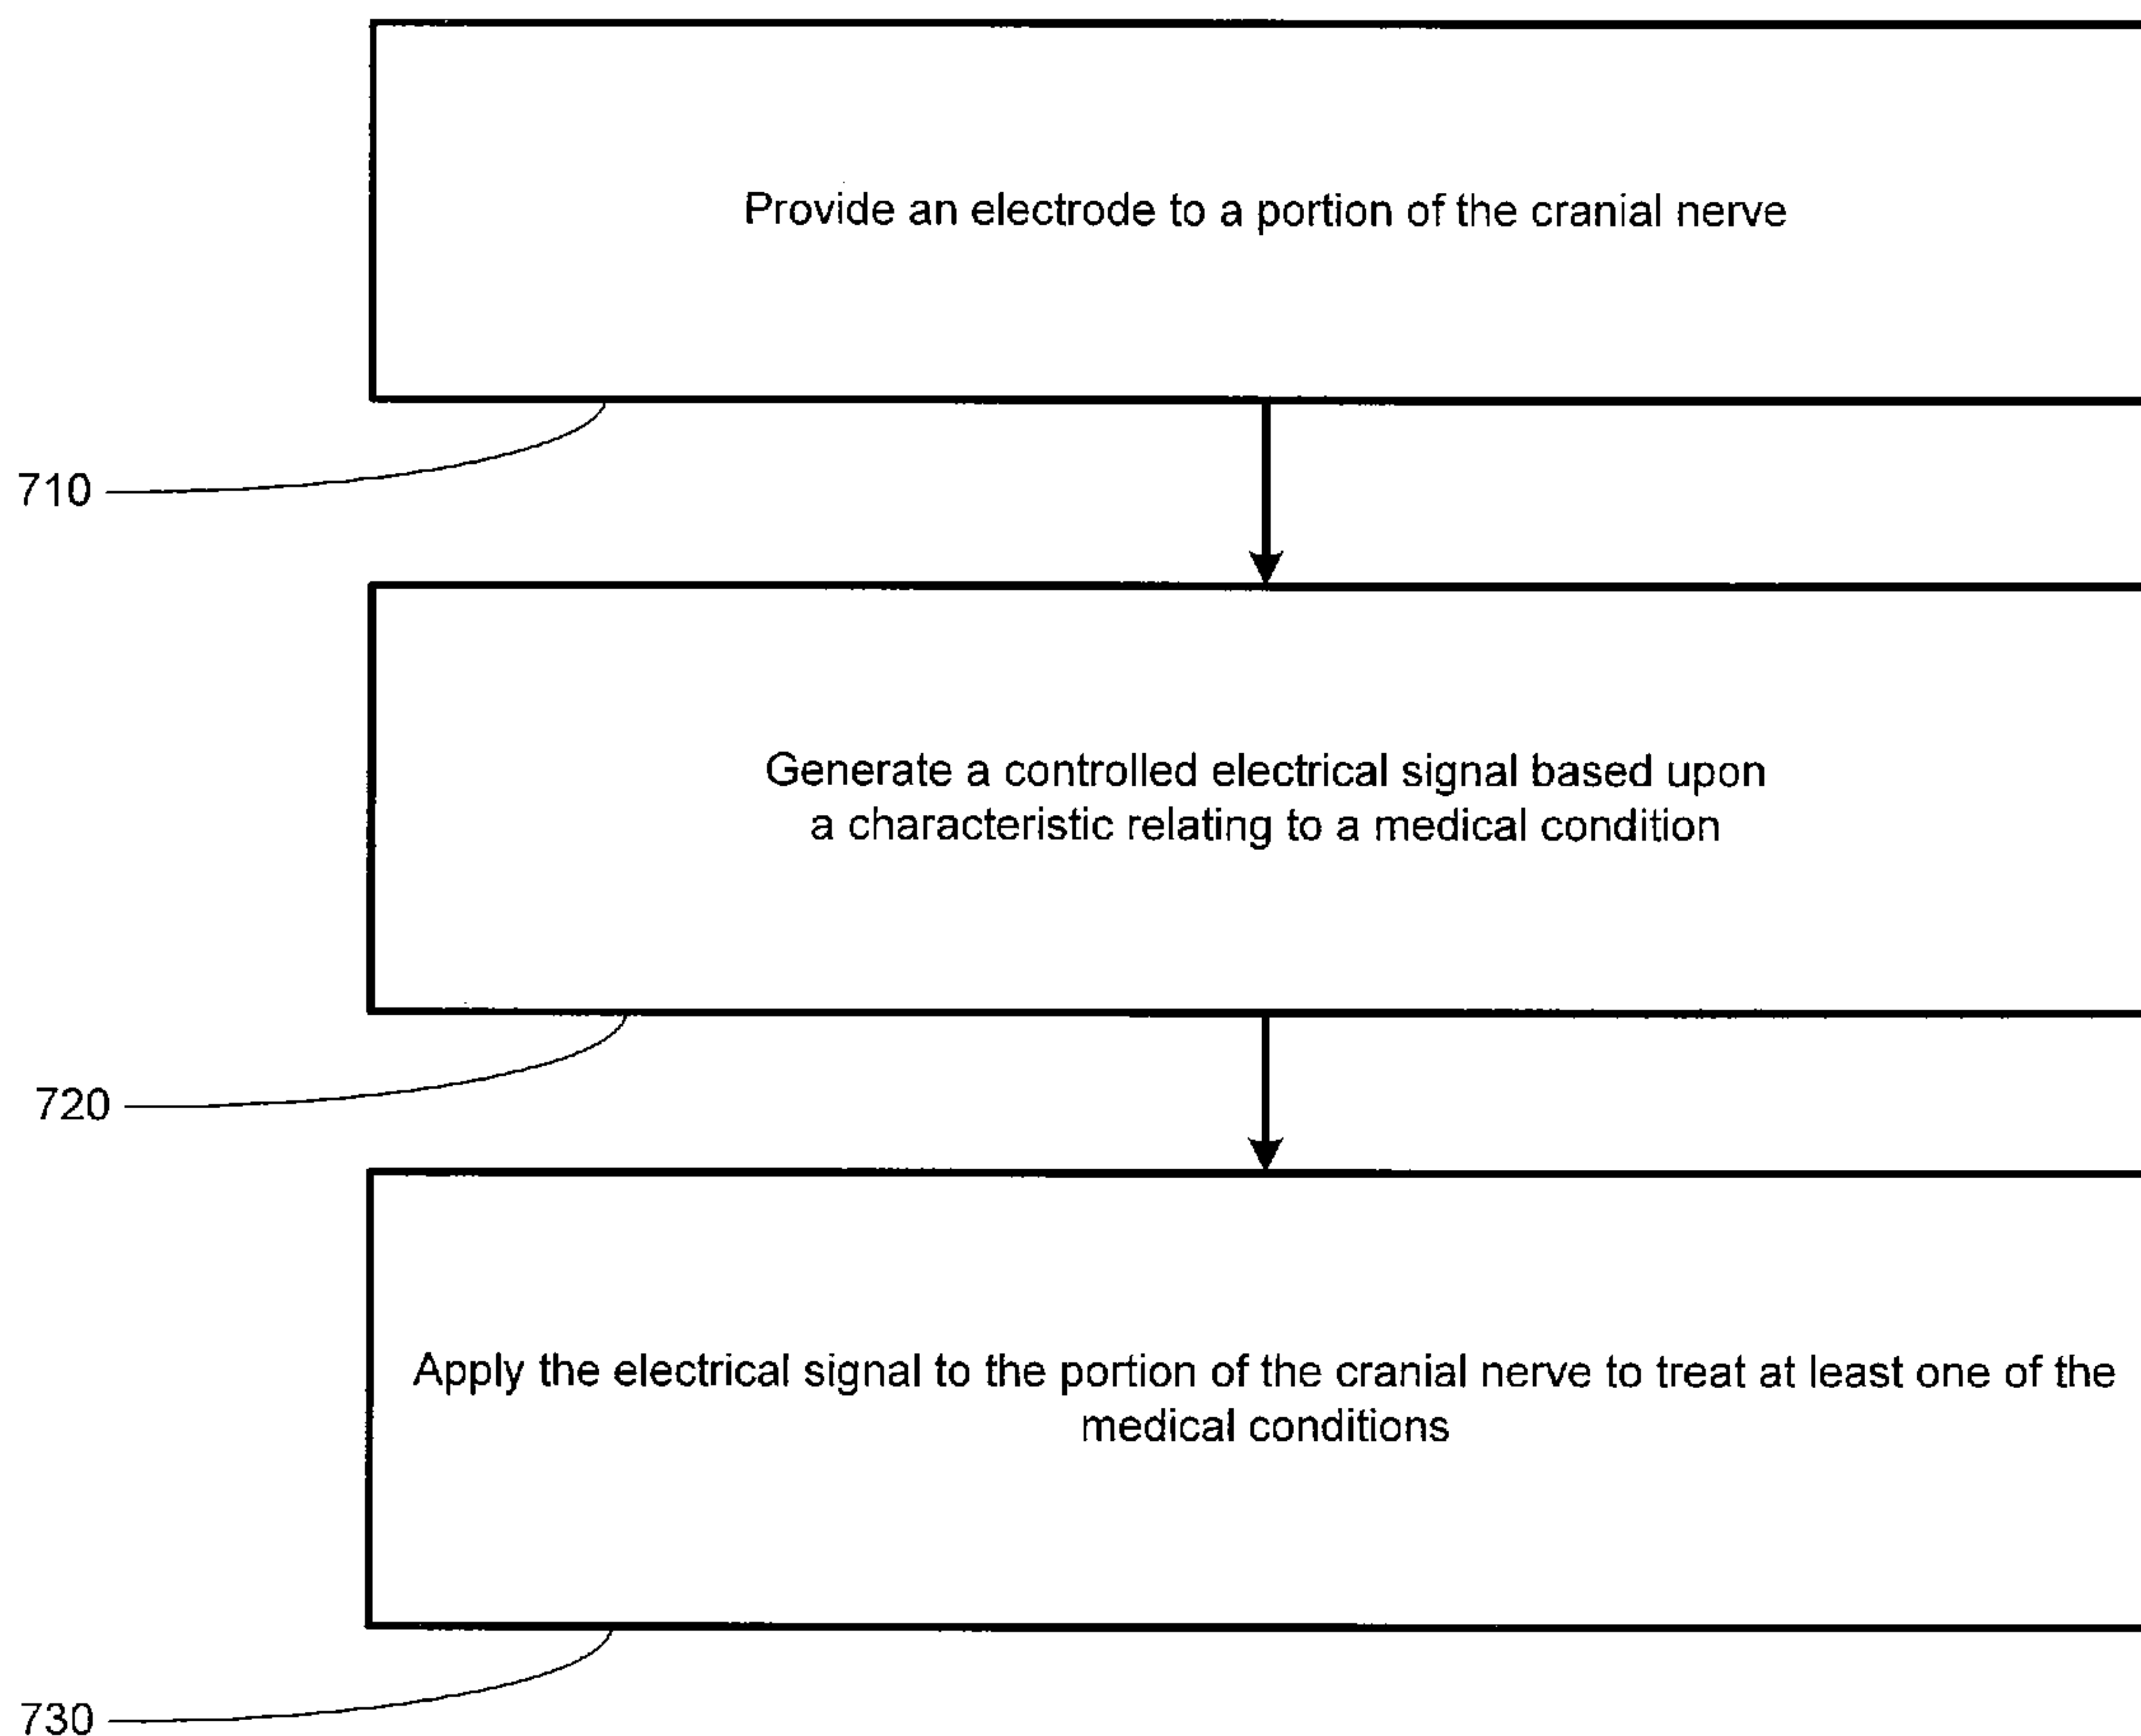 Provide an electrode to a portion of the cranial nerve
710
Generate a controlled electrical signal based upon
a characteristic relating to a medical condition
720
Apply the electrical signal to the portion of the cranial nerve to treat at least one of the
medical conditions
730